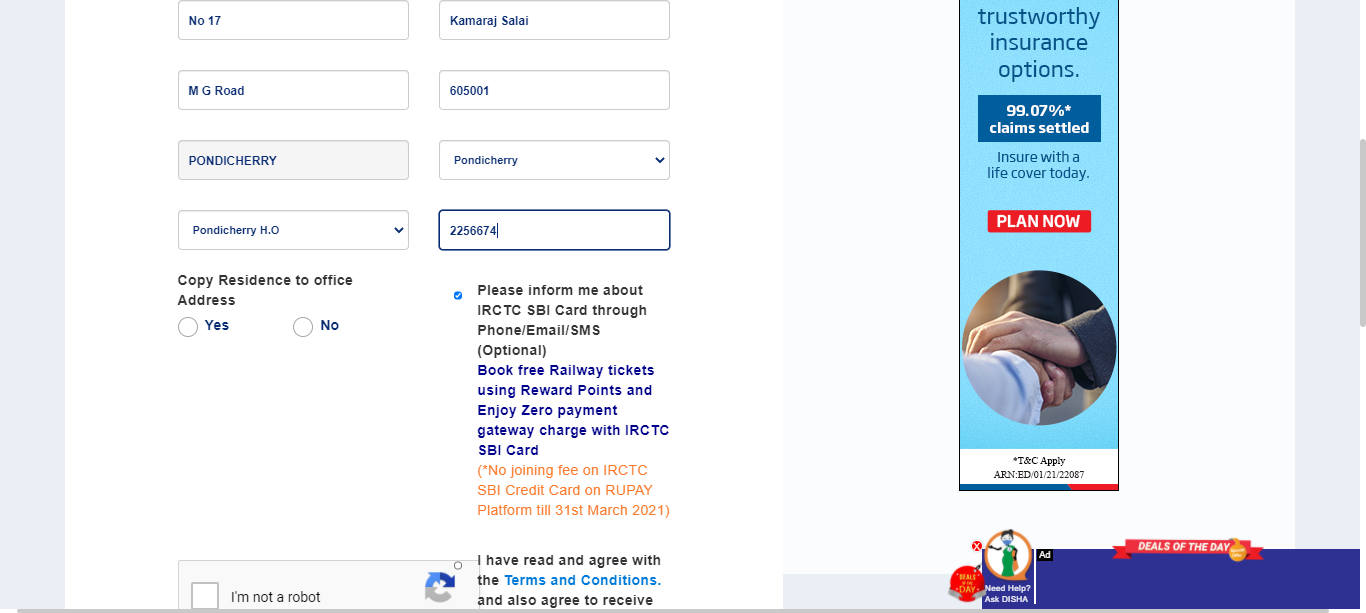 No 17
Kamaraj Salai
M G Road
605001
PONDICHERRY
Pondicherry
Pondicherry H.O
2256674
Copy Residence to office
Address
Yes
No
Please inform me about
IRCTC SBI Card through
Phone/Email/SMS
(Optional)
Book free Railway tickets
using Reward Points and
Enjoy Zero payment
gateway charge with IRCTC
SBI Card
(*No joining fee on IRCTC
SBI Credit Card on RUPAY
Platform till 31st March 2021)
I have read and agree with
the Terms and Conditions.
and also agree to receive
I'm not a robot
trustworthy
insurance
options.
99.07%*
claims settled
Insure with a
life cover today.
PLAN NOW
*T&C Apply
ARN:ED/01/21/22087
X
Ad
DEALS OF THE DAY
Need Help?
Ask DISHA